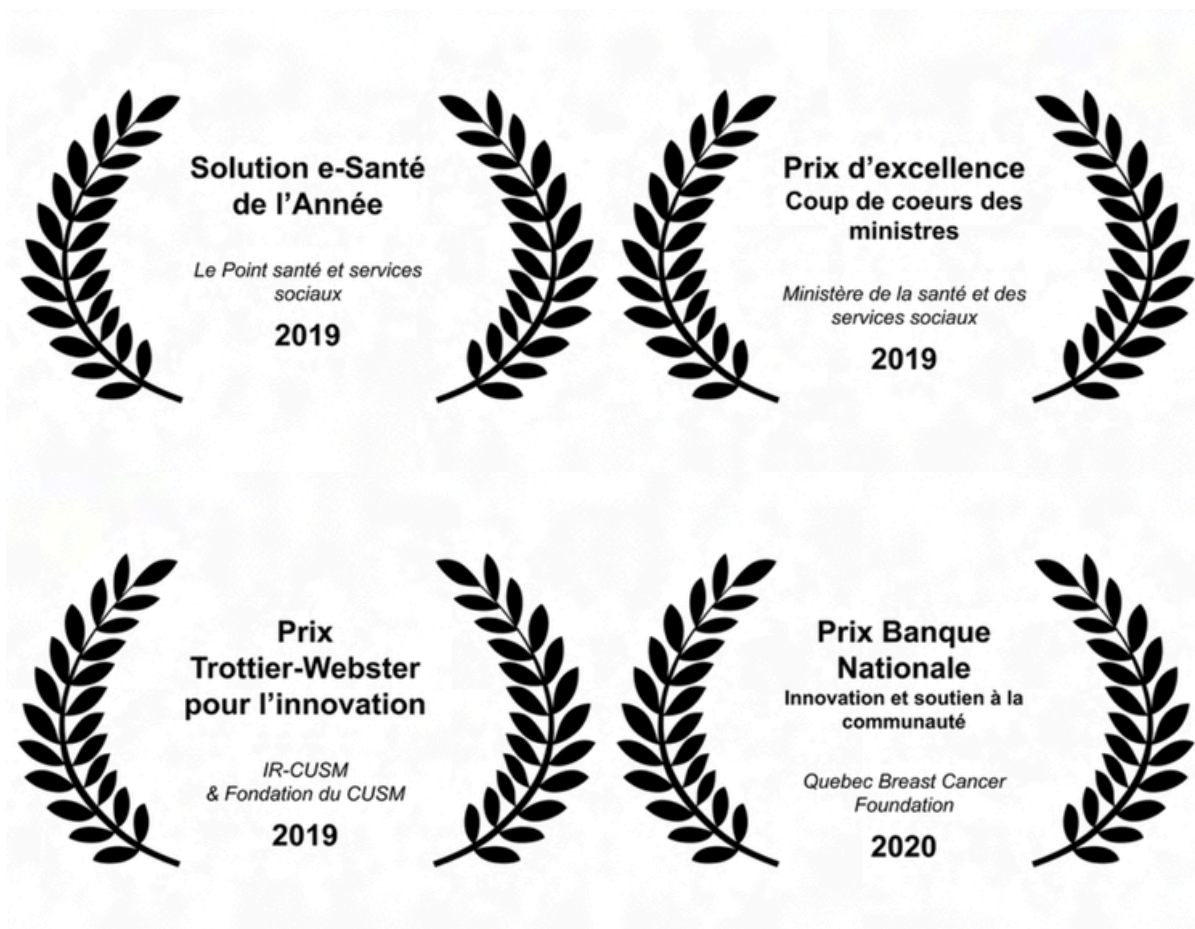 Solution e-Santé
de l'Année
Le Point santé et services
sociaux
2019
Prix d'excellence
Coup de coeurs des
ministres
Ministère de la santé et des
services sociaux
2019
Prix
Trottier-Webster
pour l'innovation
IR-CUSM
& Fondation du CUSM
2019
Prix Banque
Nationale
Innovation et soutien à la
communauté
Quebec Breast Cancer
Foundation
2020